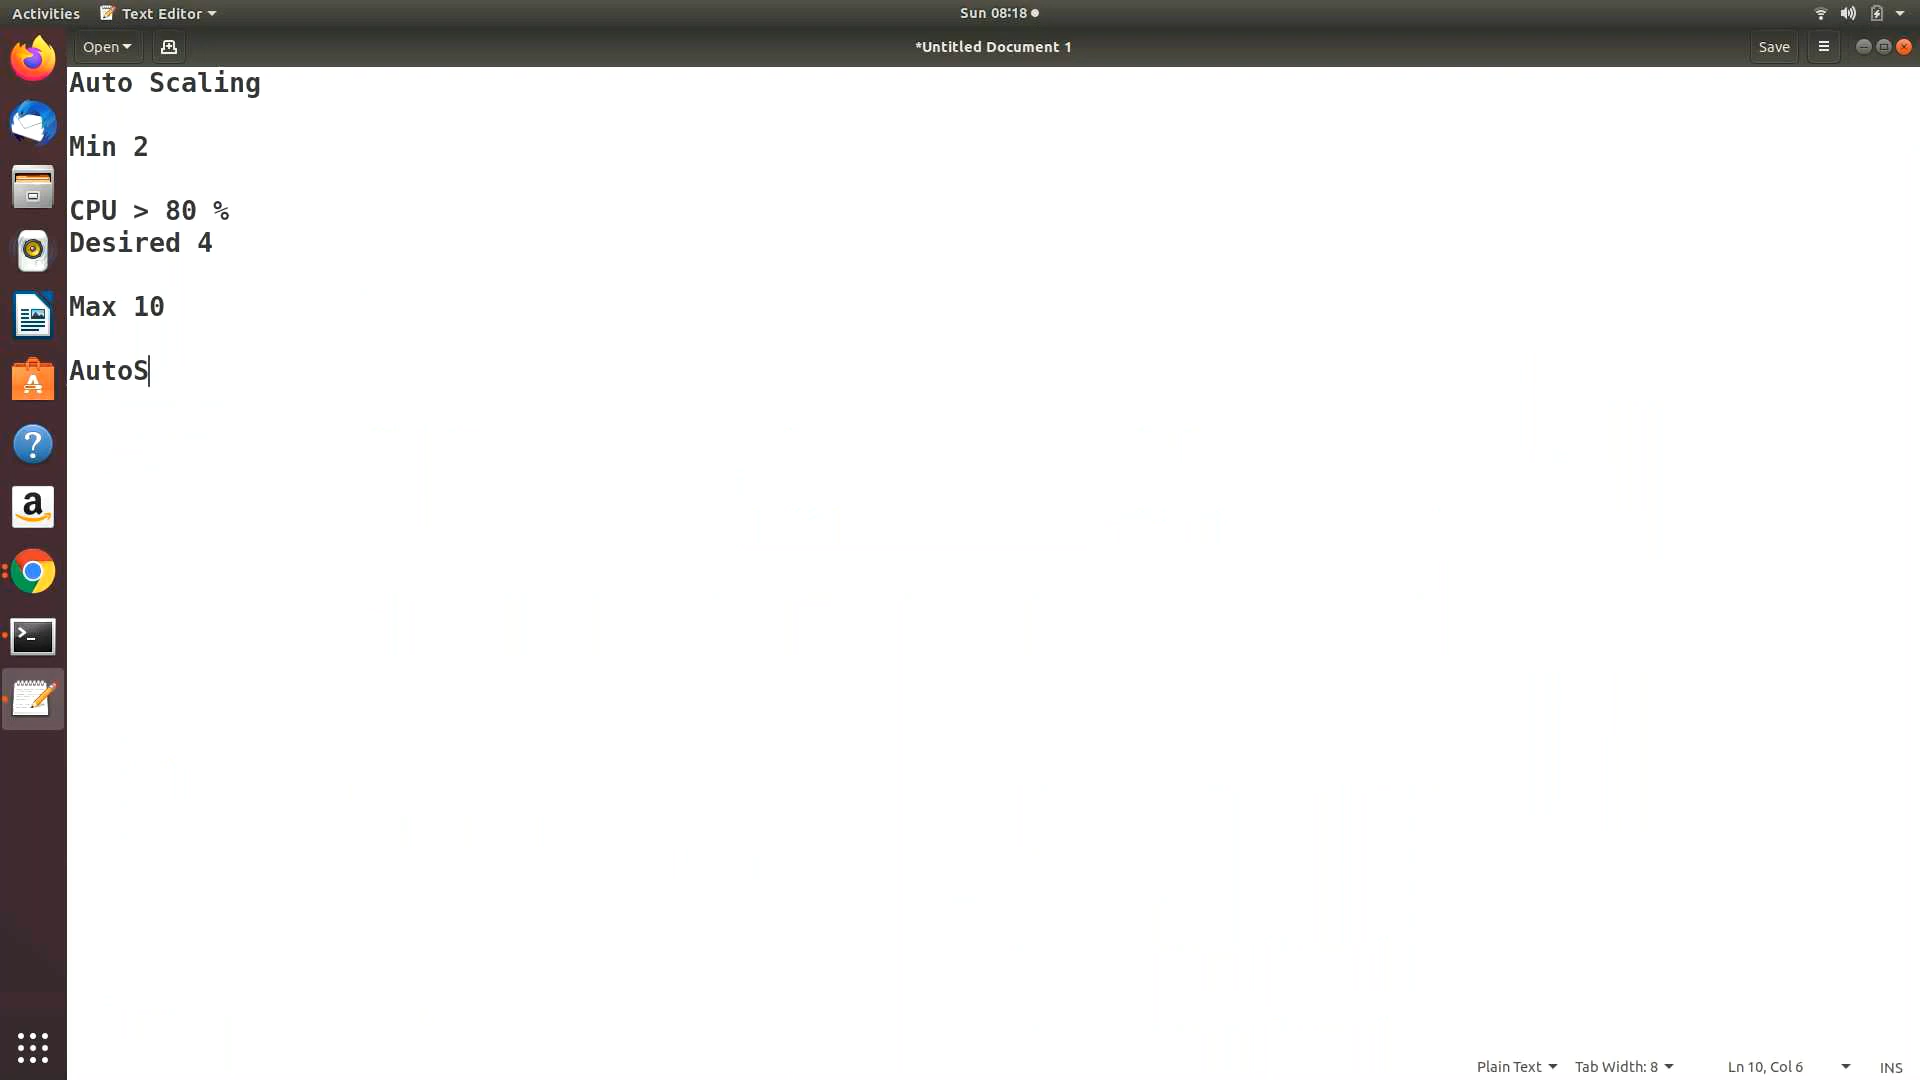 Activities Text Editor Sun 08:18
Open *Untitled Document 1 Save
Auto Scaling
Min 2
CPU > 80 %
Desired 4
Max 10
AutoS
Plain Text Tab Width: 8 Ln 10, Col 6 INS